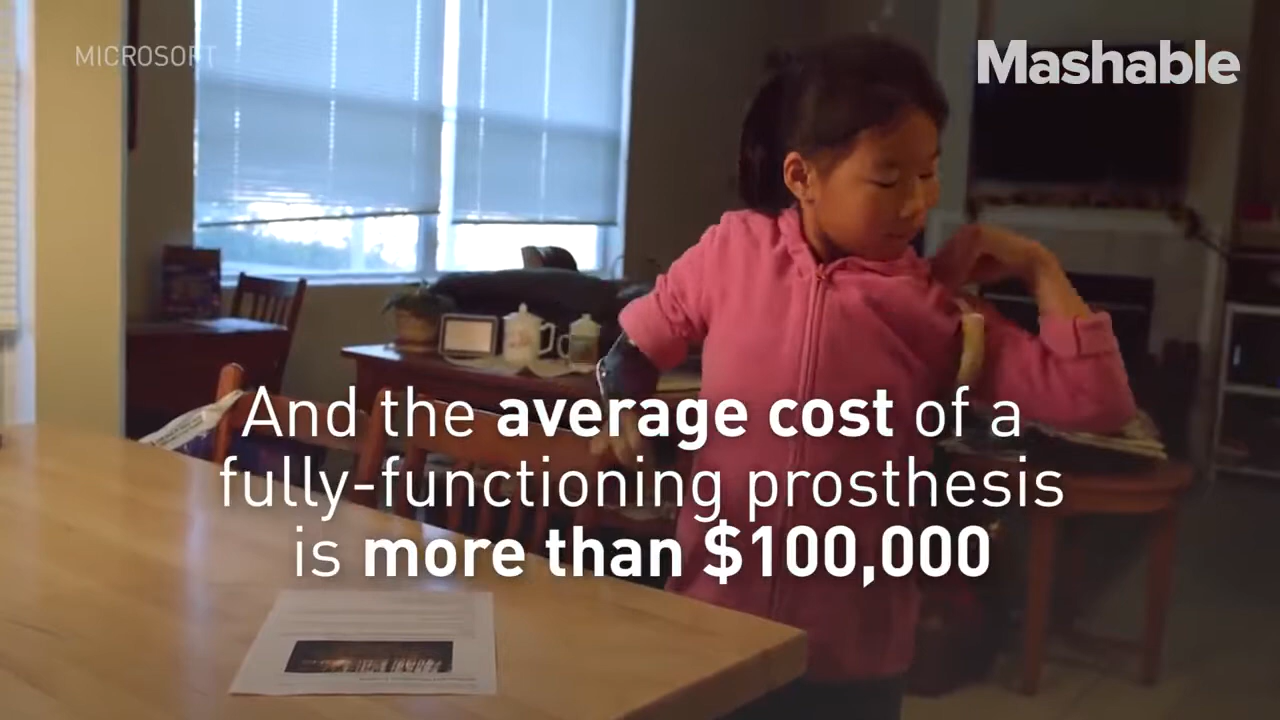 MICROSOFT
Mashable
And the average cost of a
fully-functioning prosthesis
is more than $100,000